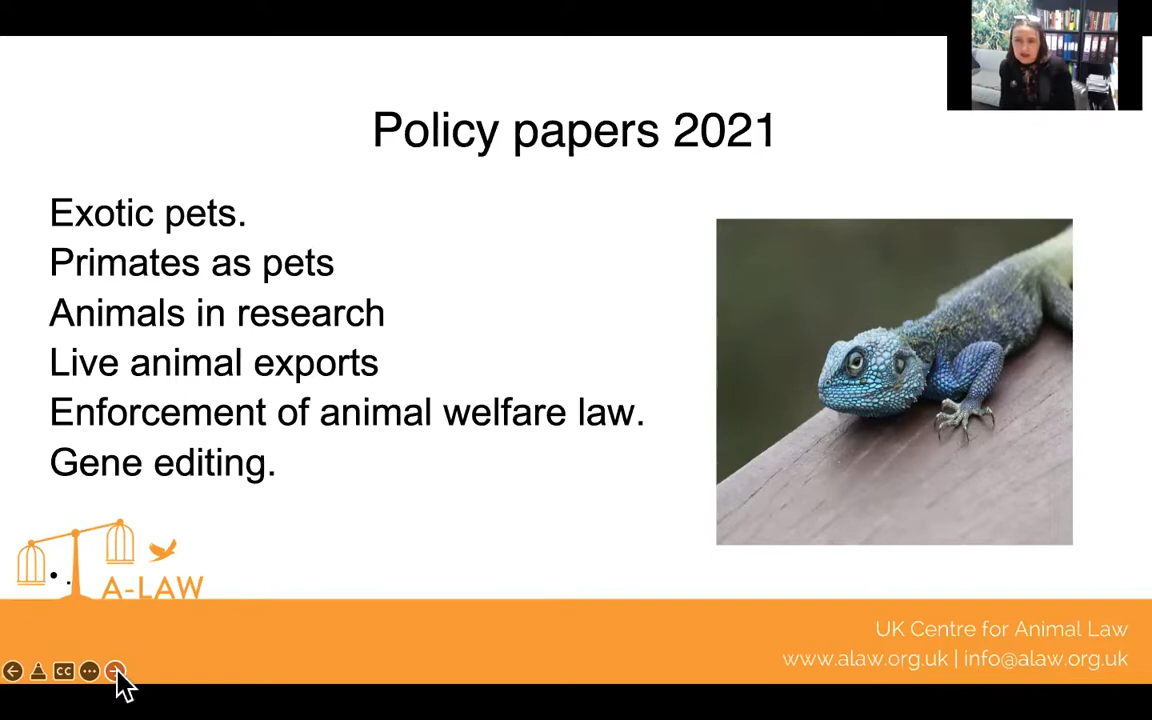 Policy papers 2021
Exotic pets.
Primates as pets
Animals in research
Live animal exports
Enforcement of animal welfare law.
Gene editing.
A-LAW
UK Centre for Animal Law
www.alaw.org.uk | info@alaw.org.uk
CC